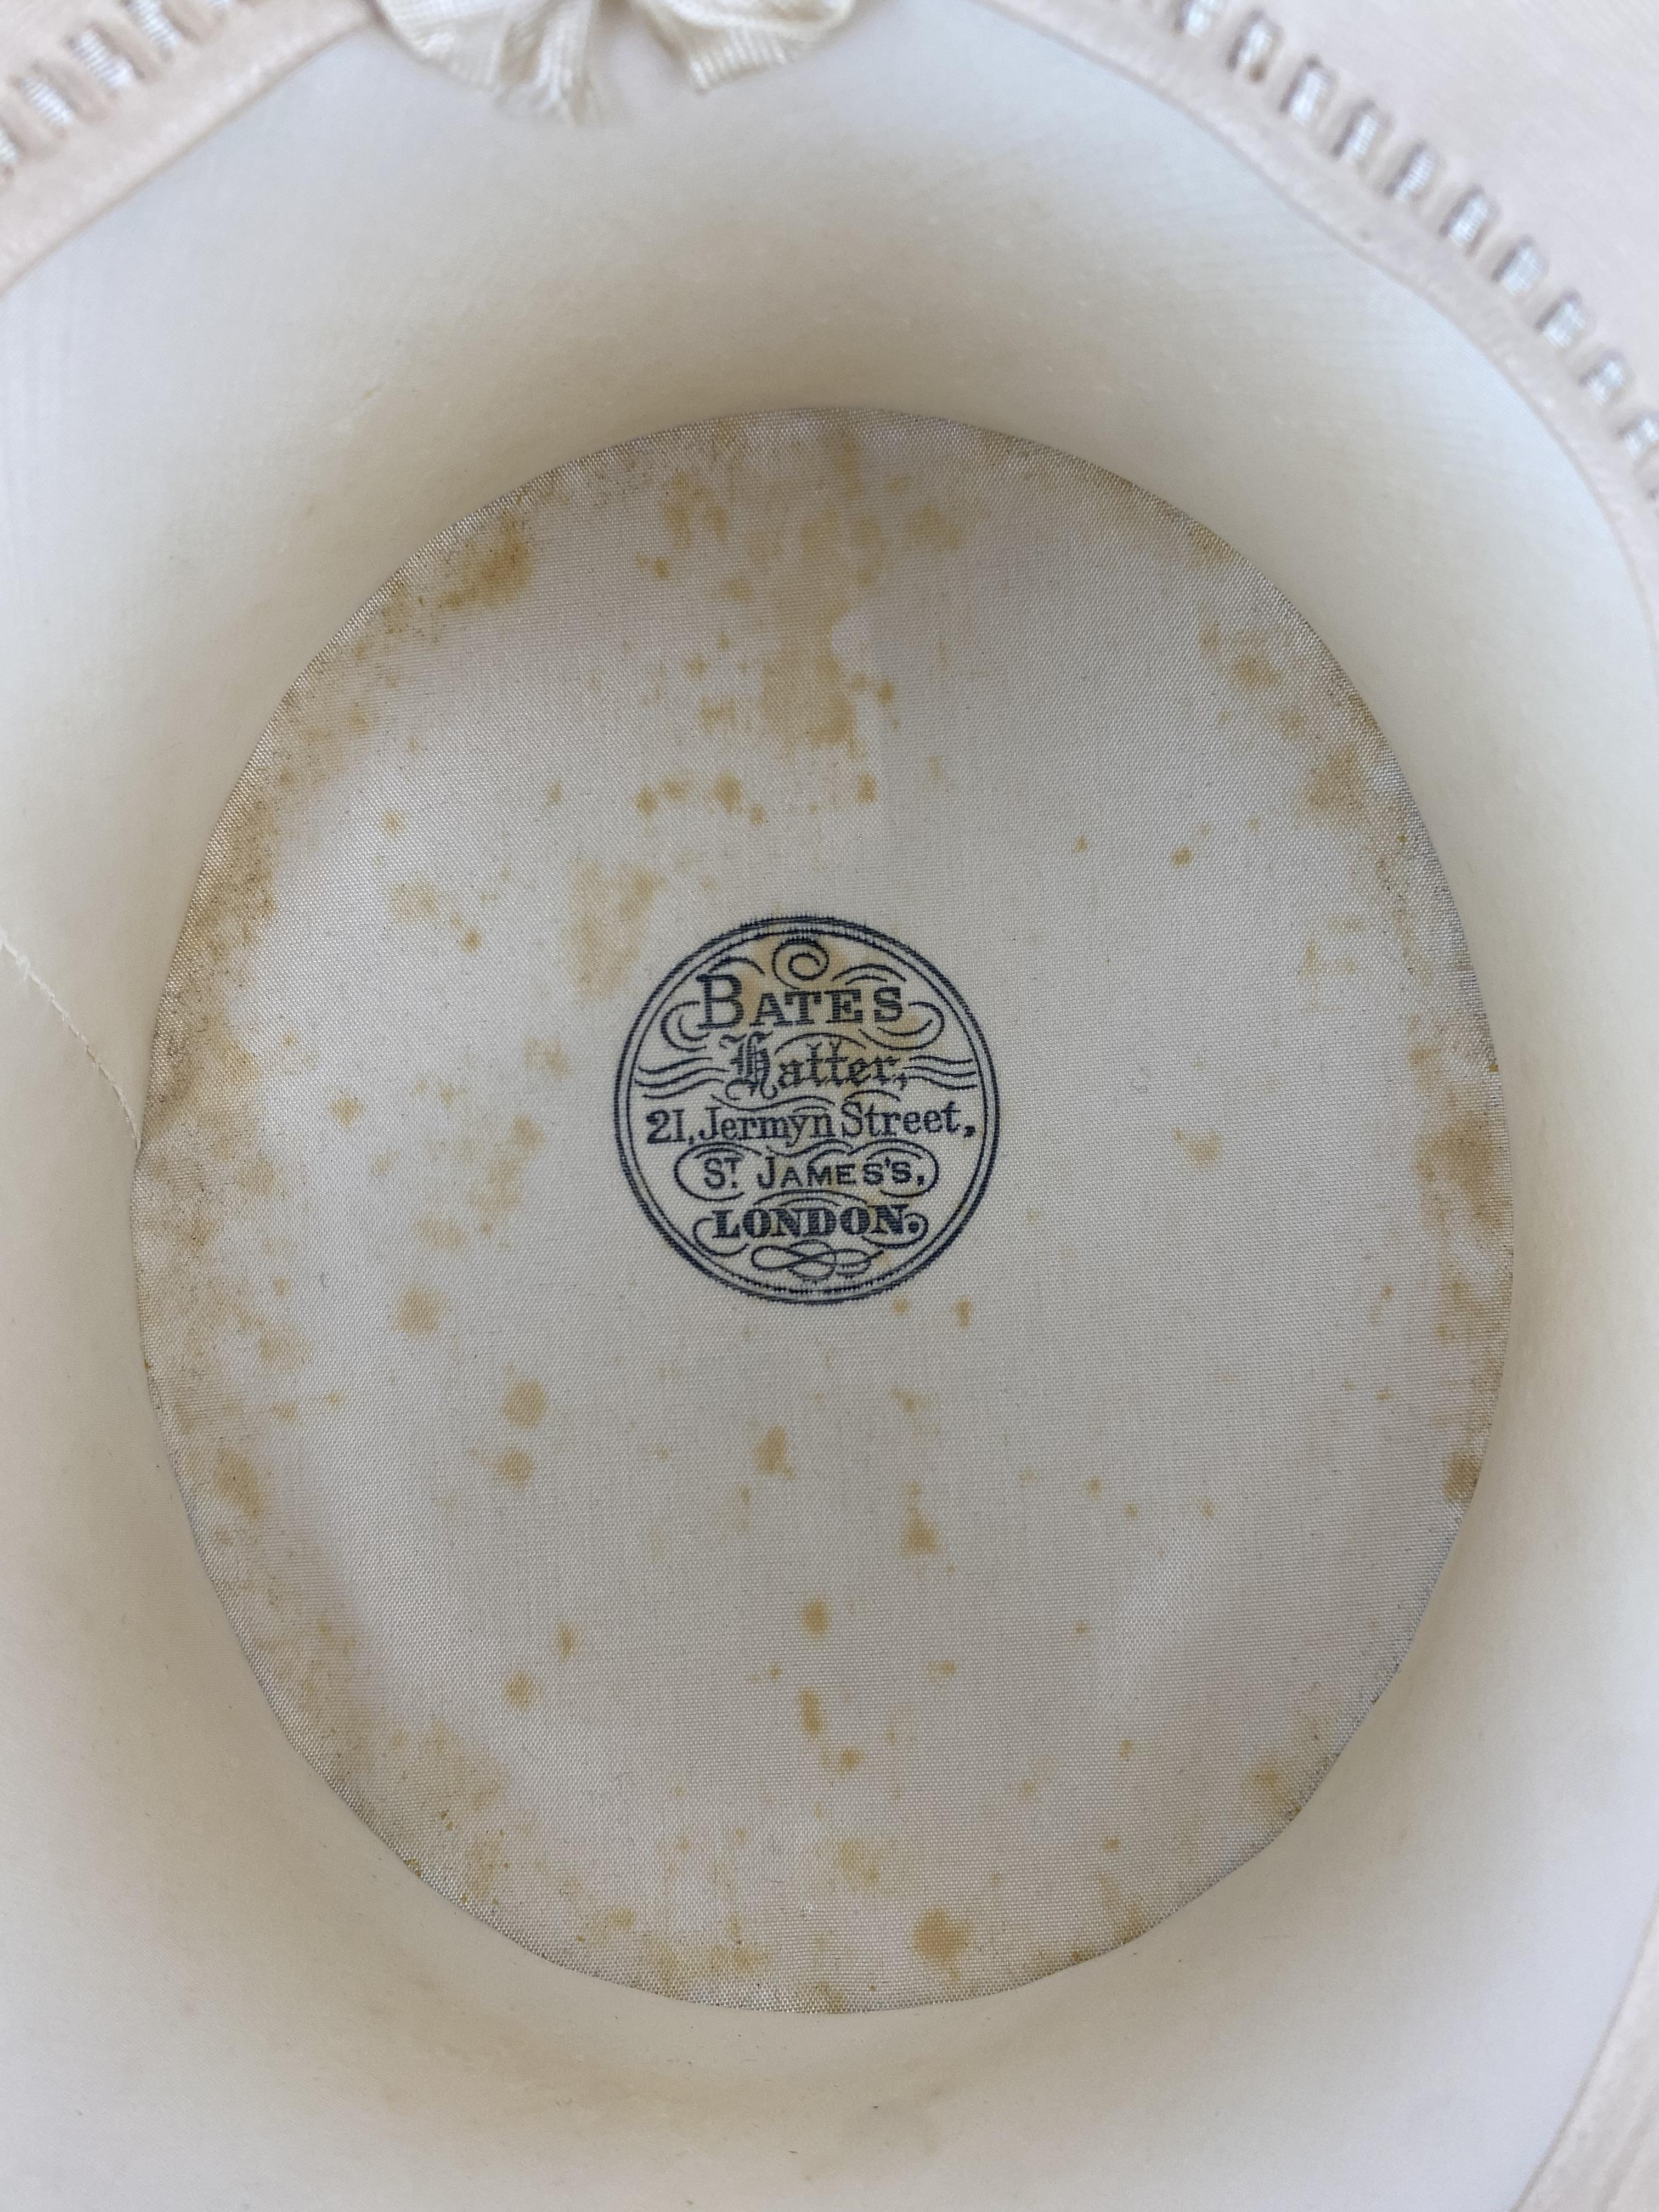 BATES
Hatter,
21, Jermyn Street,
ST JAMES'S,
LONDON.